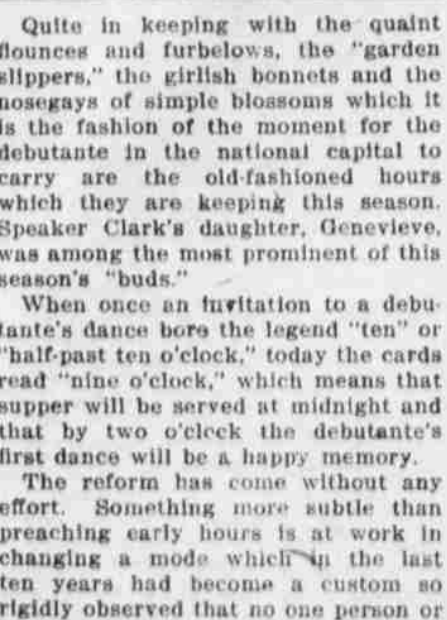 Quite in keeping with the quaint
flounces and furbelows, the "garden
slippers," the girlish bonnets and the
nosegays of simple blossoms which it
is the fashion of the moment for the
debutante in the national capital to
carry are the old-fashioned hours
which they are keeping this season.
Speaker Clark's daughter, Genevieve,
was among the most prominent of this
season's "buds."
When once an invitation to a debu-
tante's dance bore the legend "ten" or
"half-past ten o'clock," today the cards
read "nine o'clock," which means that
supper will be served at midnight and
that by two o'clock the debutante's
first dance will be a happy memory.
The reform has come without any
effort. Something more subtle than
preaching early hours is at work in
changing a mode which in the last
ten years had become a custom so
rigidly observed that no one person or